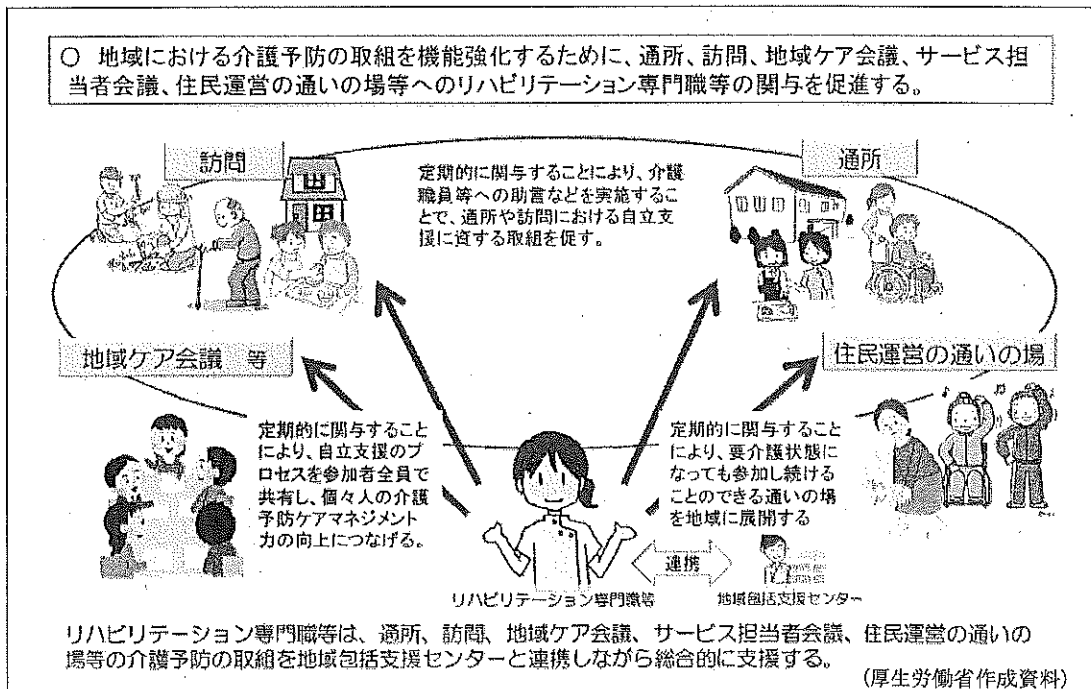 ○ 地域における介護予防の取組を機能強化するために、通所、訪問、地域ケア会議、サービス担
当者会議、住民運営の通いの場等へのリハビリテーション専門職等の関与を促進する。
訪問
通所
定期的に関与することにより、介護
職員等への助言などを実施するこ
とで、通所や訪問における自立支
援に資する取組を促す。
地域ケア会議 等
住民運営の通いの場
定期的に関与すること
により、自立支援のプ
ロセスを参加者全員で
共有し、個々人の介護
予防ケアマネジメント
力の向上につなげる。
定期的に関与すること
により、要介護状態に
なっても参加し続ける
ことのできる通いの場
を地域に展開する
連携
リハビリテーション専門職等
地域包括支援センター
リハビリテーション専門職等は、通所、訪問、地域ケア会議、サービス担当者会議、住民運営の通いの
場等の介護予防の取組を地域包括支援センターと連携しながら総合的に支援する。
(厚生労働省作成資料)